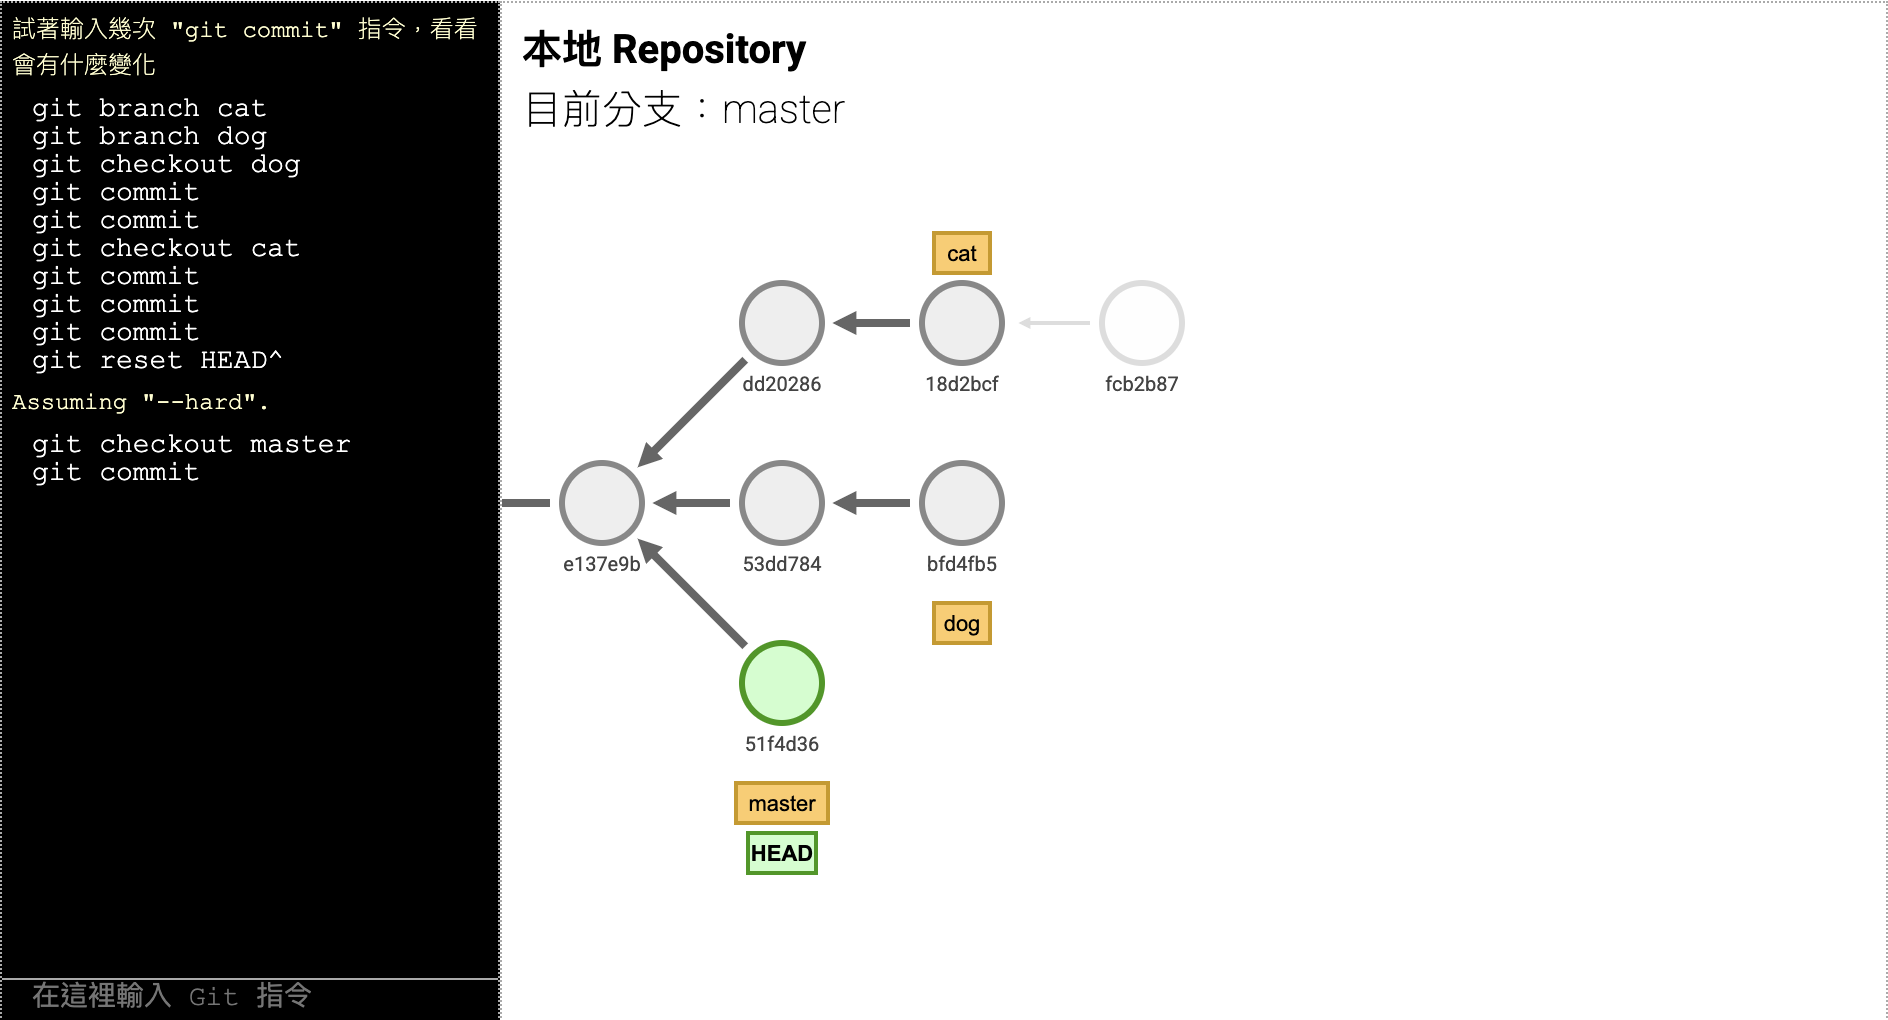 試著輸入幾次 "git commit" 指令，看看
會有什麼變化
git branch cat
git branch dog
git checkout dog
git commit
git commit
git checkout cat
git commit
git commit
git commit
git reset HEAD^
Assuming "--hard".
git checkout master
git commit
在這裡輸入 Git 指令
本地 Repository
目前分支：master
cat
dd20286
18d2bcf
fcb2b87
e137e9b
53dd784
bfd4fb5
dog
51f4d36
master
HEAD